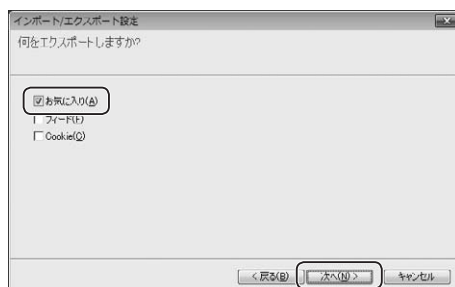 インポート/エクスポート設定
何をエクスポートしますか?
お気に入り(A)
フィード(F)
Cookie(C)
< 戻る(B) 次へ(N) > キャンセル